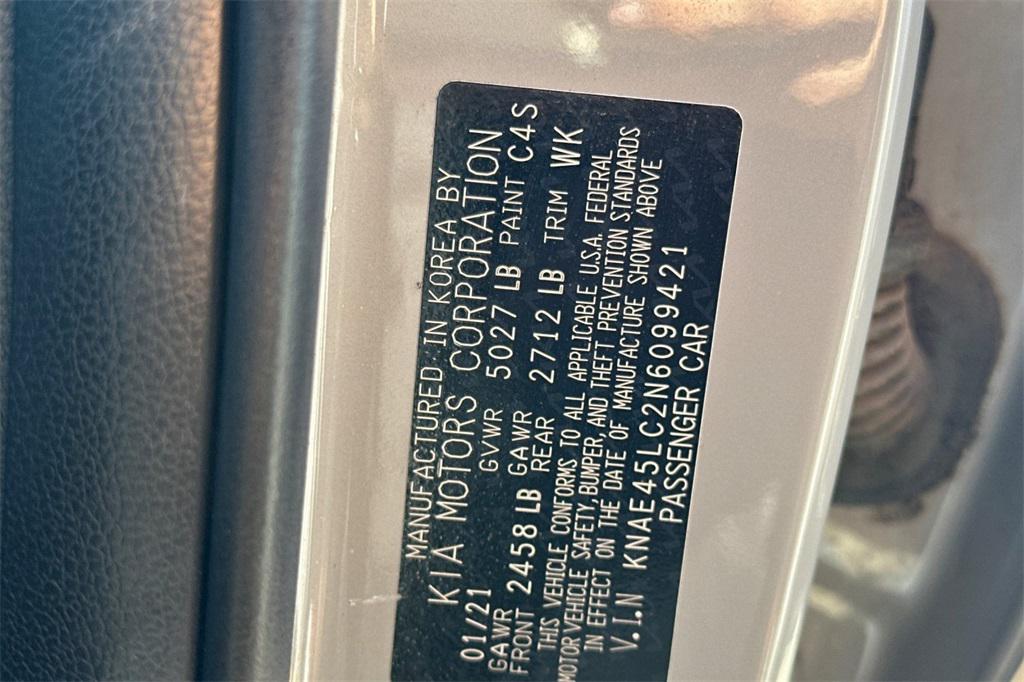 MANUFACTURED IN KOREA BY
KIA MOTORS CORPORATION
01/21 GVWR 5027 LB PAINT C4S
GAWR FRONT 2458 LB GAWR REAR 2712 LB TRIM WK
THIS VEHICLE CONFORMS TO ALL APPLICABLE U.S.A. FEDERAL
MOTOR VEHICLE SAFETY, BUMPER, AND THEFT PREVENTION STANDARDS
IN EFFECT ON THE DATE OF MANUFACTURE SHOWN ABOVE
V.I.N KNAE45LC2N6099421
PASSENGER CAR